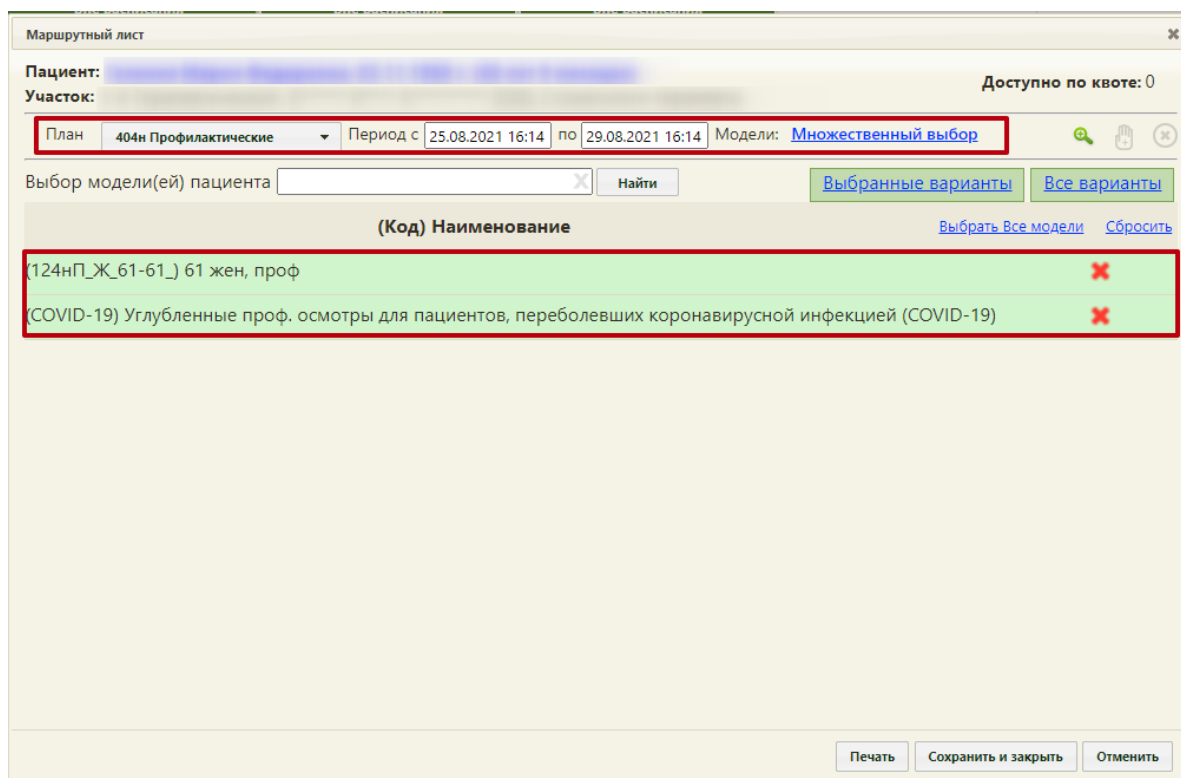 Маршрутный лист
Пациент:
Участок:
Доступно по квоте: 0
План 404н Профилактические Период с 25.08.2021 16:14 по 29.08.2021 16:14 Модели: Множественный выбор
Выбор модели(ей) пациента X Найти Выбранные варианты Все варианты
(Код) Наименование Выбрать Все модели Сбросить
(124нП_Ж_61-61_) 61 жен, проф
(COVID-19) Углубленные проф. осмотры для пациентов, переболевших коронавирусной инфекцией (COVID-19)
Печать Сохранить и закрыть Отменить